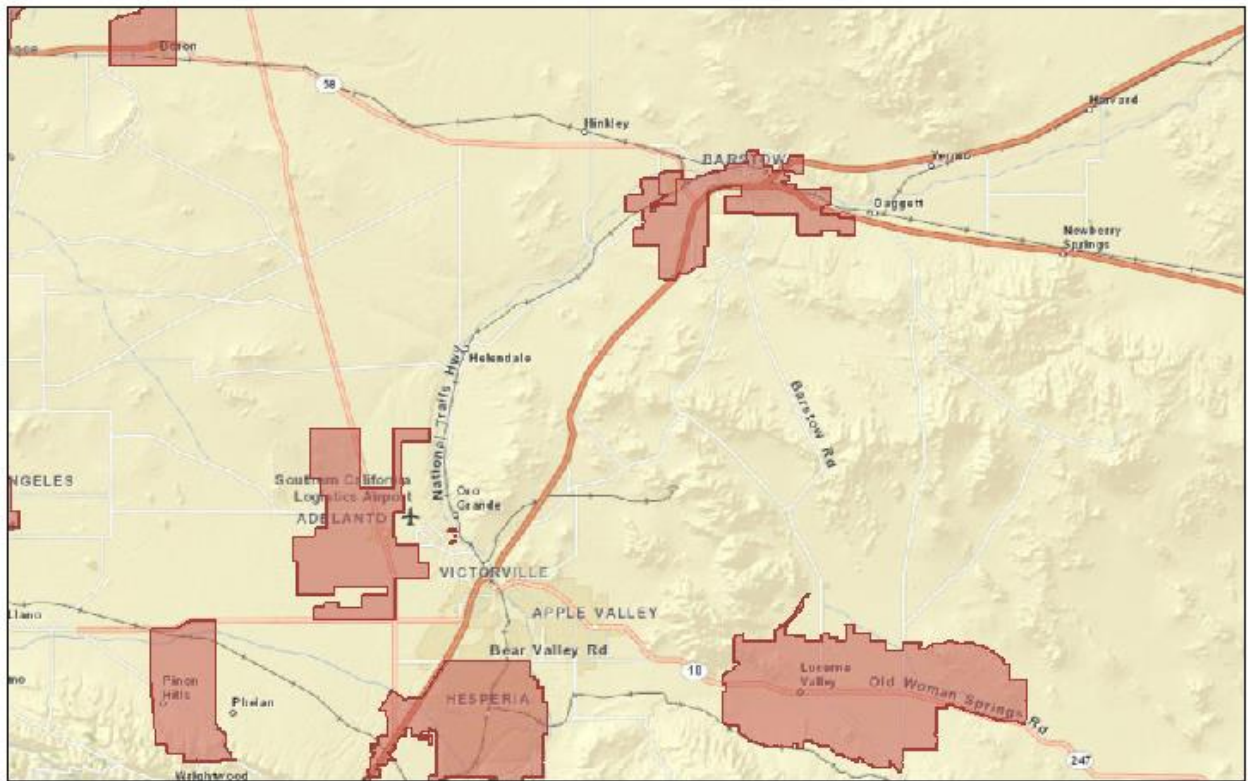 Boron
58
Hinkley
Harvard
BARSTOW
Yermo
Daggett
Newberry
Springs
Helendale
National Trails Hwy
Barstow Rd
NGELES
Southern California
Logistics Airport
ADELANTO
Oro
Grande
VICTORVILLE
Llano
APPLE VALLEY
Bear Valley Rd
18
Pinon
Hills
Phelan
HESPERIA
Lucerne
Valley
Old Woman Springs Rd
247
Wrightwood